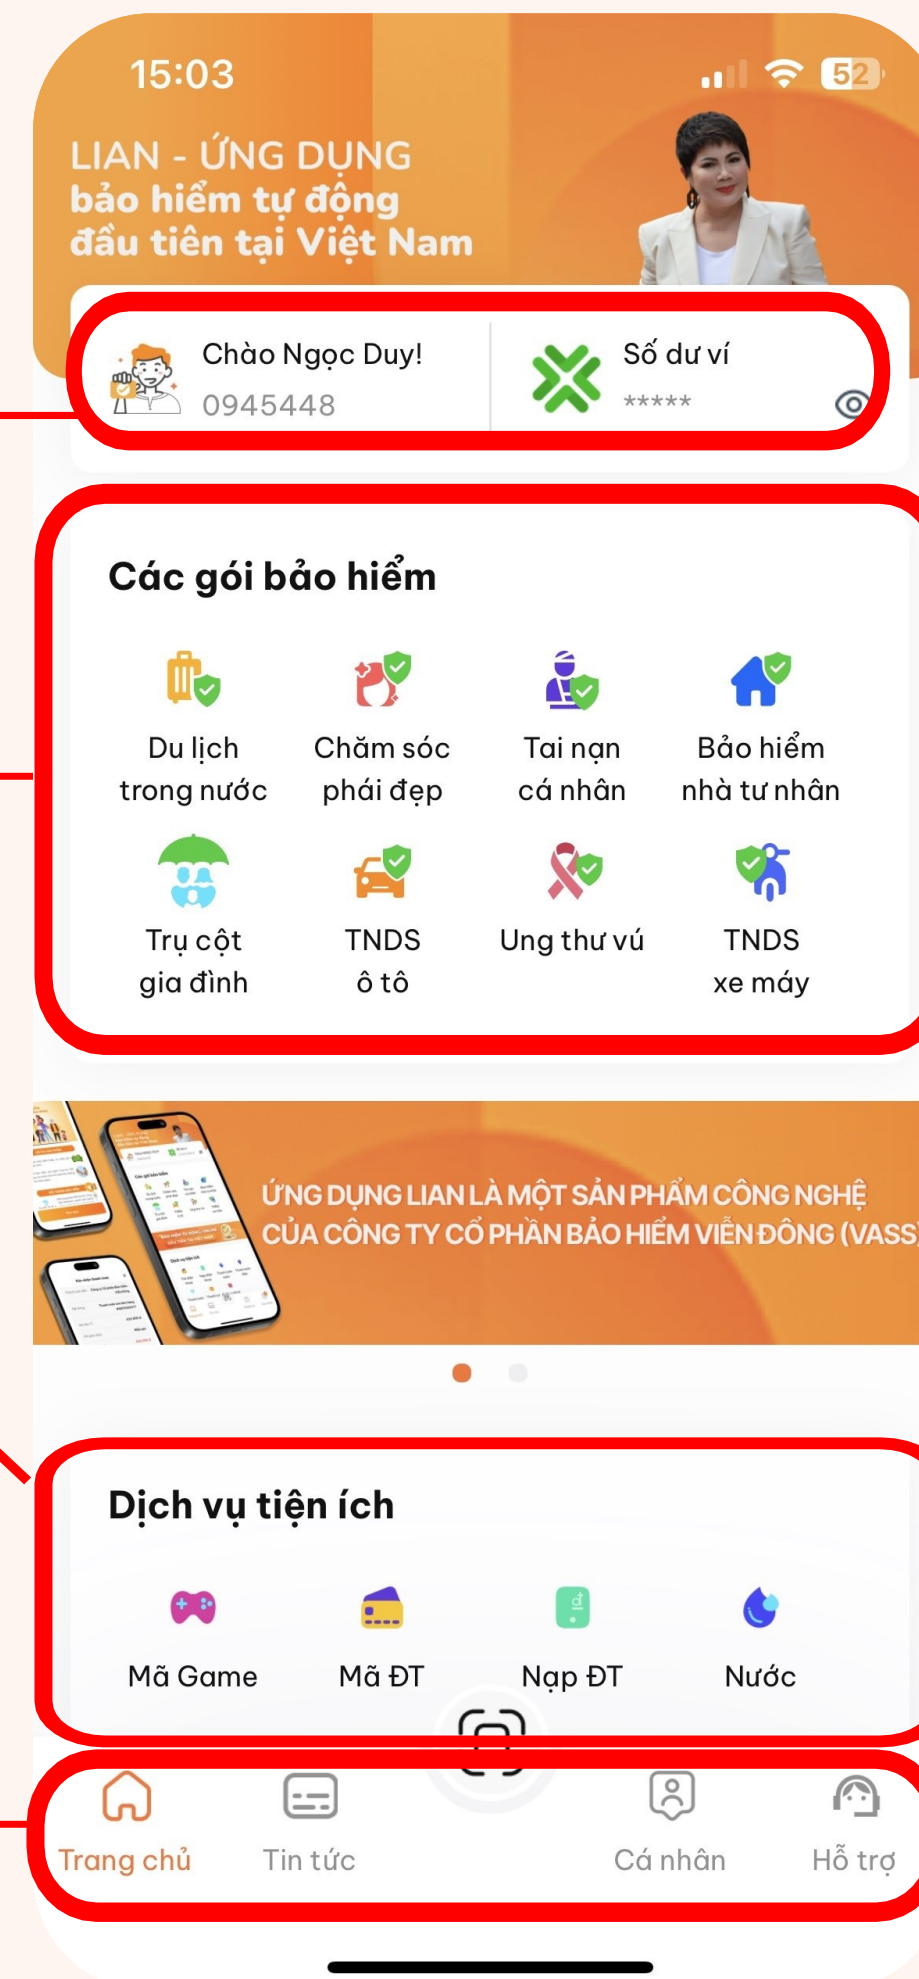 15:03
52
LIAN - ỨNG DỤNG
bảo hiểm tự động
đầu tiên tại Việt Nam
Chào Ngọc Duy!
0945448
Số dư ví
*****
Các gói bảo hiểm
Du lịch
trong nước
Chăm sóc
phái đẹp
Tai nạn
cá nhân
Bảo hiểm
nhà tư nhân
Trụ cột
gia đình
TNDS
ô tô
Ung thư vú
TNDS
xe máy
ỨNG DỤNG LIAN LÀ MỘT SẢN PHẨM CÔNG NGHỆ
CỦA CÔNG TY CỔ PHẦN BẢO HIỂM VIỄN ĐÔNG (VASS
Dịch vụ tiện ích
Mã Game
Mã ĐT
Nạp ĐT
Nước
Trang chủ
Tin tức
Cá nhân
Hỗ trợ